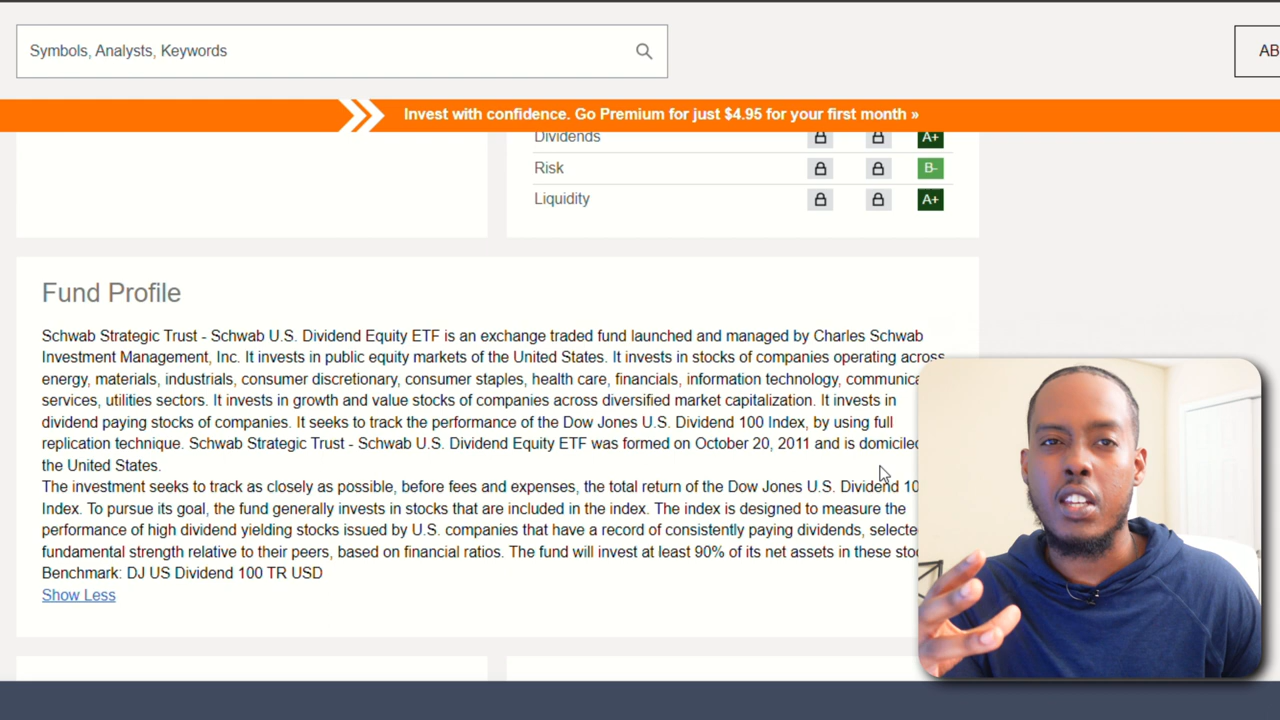 Symbols, Analysts, Keywords
AB
Invest with confidence. Go Premium for just $4.95 for your first month »
Dividends A+
Risk B-
Liquidity A+
Fund Profile
Schwab Strategic Trust - Schwab U.S. Dividend Equity ETF is an exchange traded fund launched and managed by Charles Schwab
Investment Management, Inc. It invests in public equity markets of the United States. It invests in stocks of companies operating across
energy, materials, industrials, consumer discretionary, consumer staples, health care, financials, information technology, communica
services, utilities sectors. It invests in growth and value stocks of companies across diversified market capitalization. It invests in
dividend paying stocks of companies. It seeks to track the performance of the Dow Jones U.S. Dividend 100 Index, by using full
replication technique. Schwab Strategic Trust - Schwab U.S. Dividend Equity ETF was formed on October 20, 2011 and is domiciled
the United States.
The investment seeks to track as closely as possible, before fees and expenses, the total return of the Dow Jones U.S. Dividend 10
Index. To pursue its goal, the fund generally invests in stocks that are included in the index. The index is designed to measure the
performance of high dividend yielding stocks issued by U.S. companies that have a record of consistently paying dividends, selecte
fundamental strength relative to their peers, based on financial ratios. The fund will invest at least 90% of its net assets in these stoc
Benchmark: DJ US Dividend 100 TR USD
Show Less